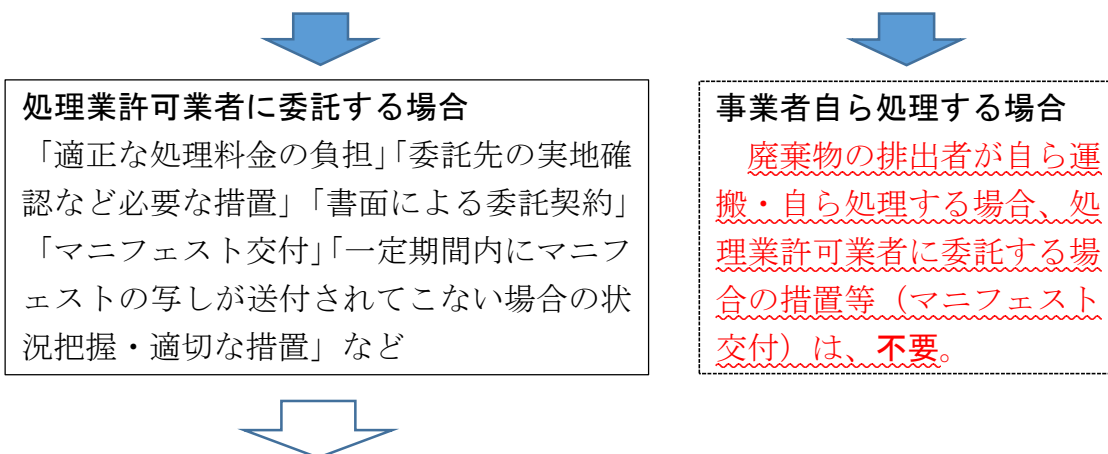 処理業許可業者に委託する場合
「適正な処理料金の負担」「委託先の実地確
認など必要な措置」「書面による委託契約」
「マニフェスト交付」「一定期間内にマニフ
ェストの写しが送付されてこない場合の状
況把握・適切な措置」など
事業者自ら処理する場合
廃棄物の排出者が自ら運
搬・自ら処理する場合、処
理業許可業者に委託する場
合の措置等（マニフェスト
交付）は、不要。